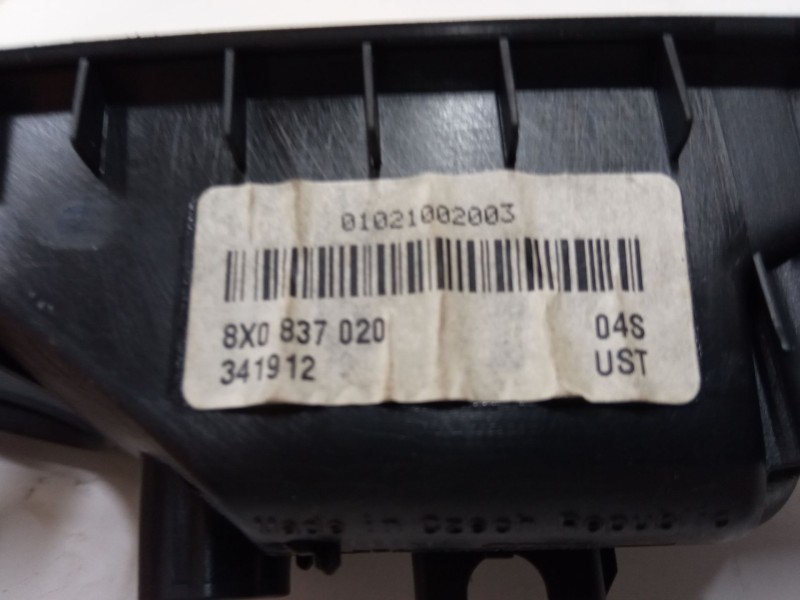 01021002003
8X0 837 020 04S
341912 UST
Made in Czech Republic